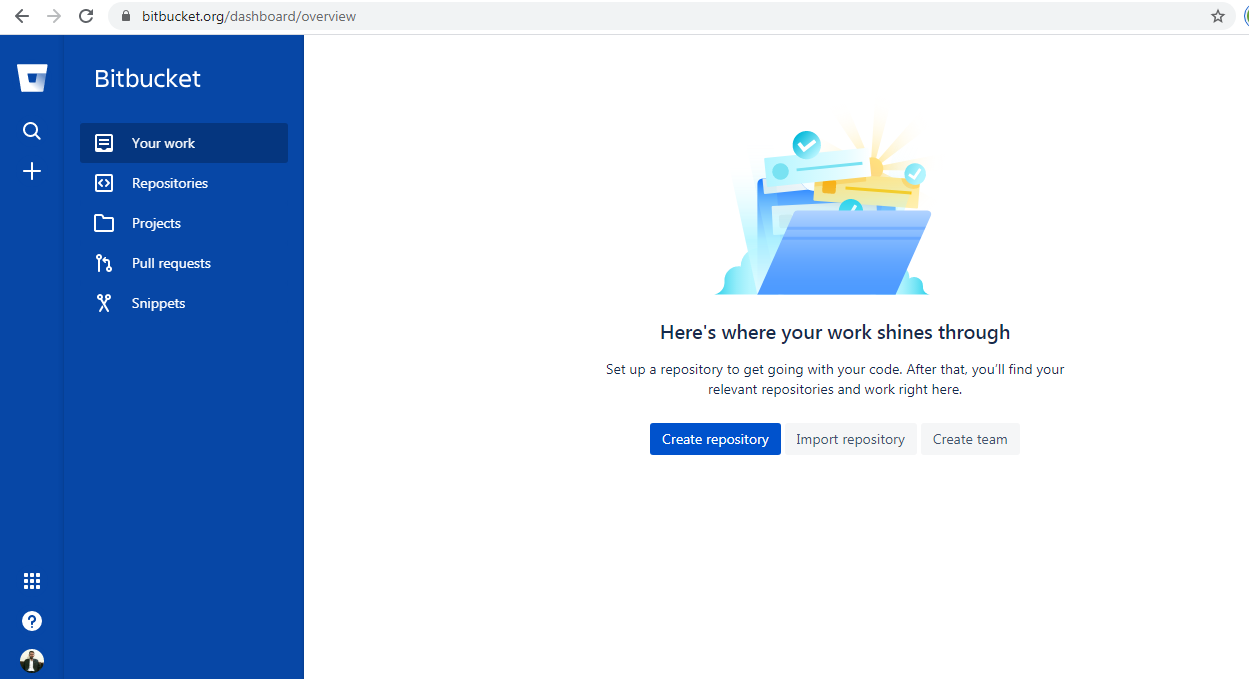 bitbucket.org/dashboard/overview
Bitbucket
Your work
Repositories
Projects
Pull requests
Snippets
Here's where your work shines through
Set up a repository to get going with your code. After that, you'll find your
relevant repositories and work right here.
Create repository Import repository Create team
?